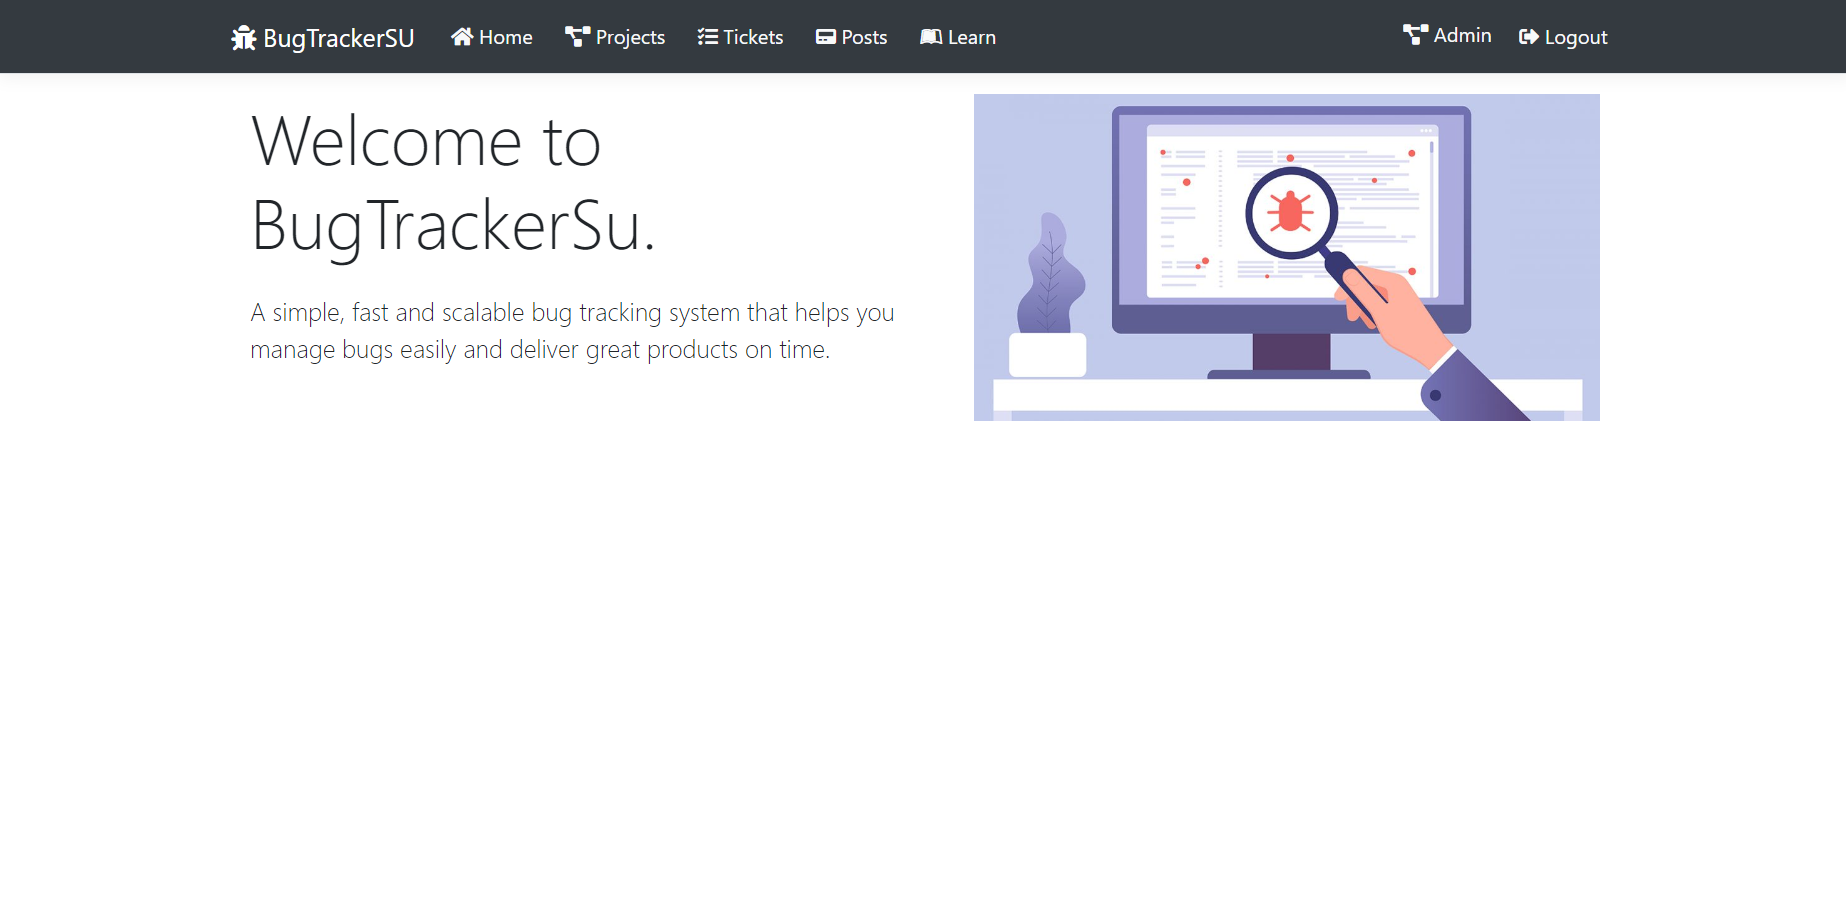 BugTrackerSU Home Projects Tickets Posts Learn Admin Logout
Welcome to
BugTrackerSu.
A simple, fast and scalable bug tracking system that helps you
manage bugs easily and deliver great products on time.